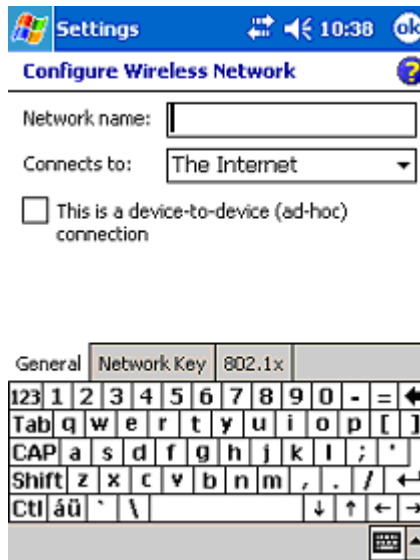 Settings 10:38 ok
Configure Wireless Network ?
Network name:
Connects to: The Internet
This is a device-to-device (ad-hoc)
connection
General Network Key 802.1x
123 1 2 3 4 5 6 7 8 9 0 - = ←
Tab q w e r t y u i o p [ ]
CAP a s d f g h j k l ; '
Shift z x c v b n m , . / ↵
Ctl áü ` \ ↓ ↑ ← →